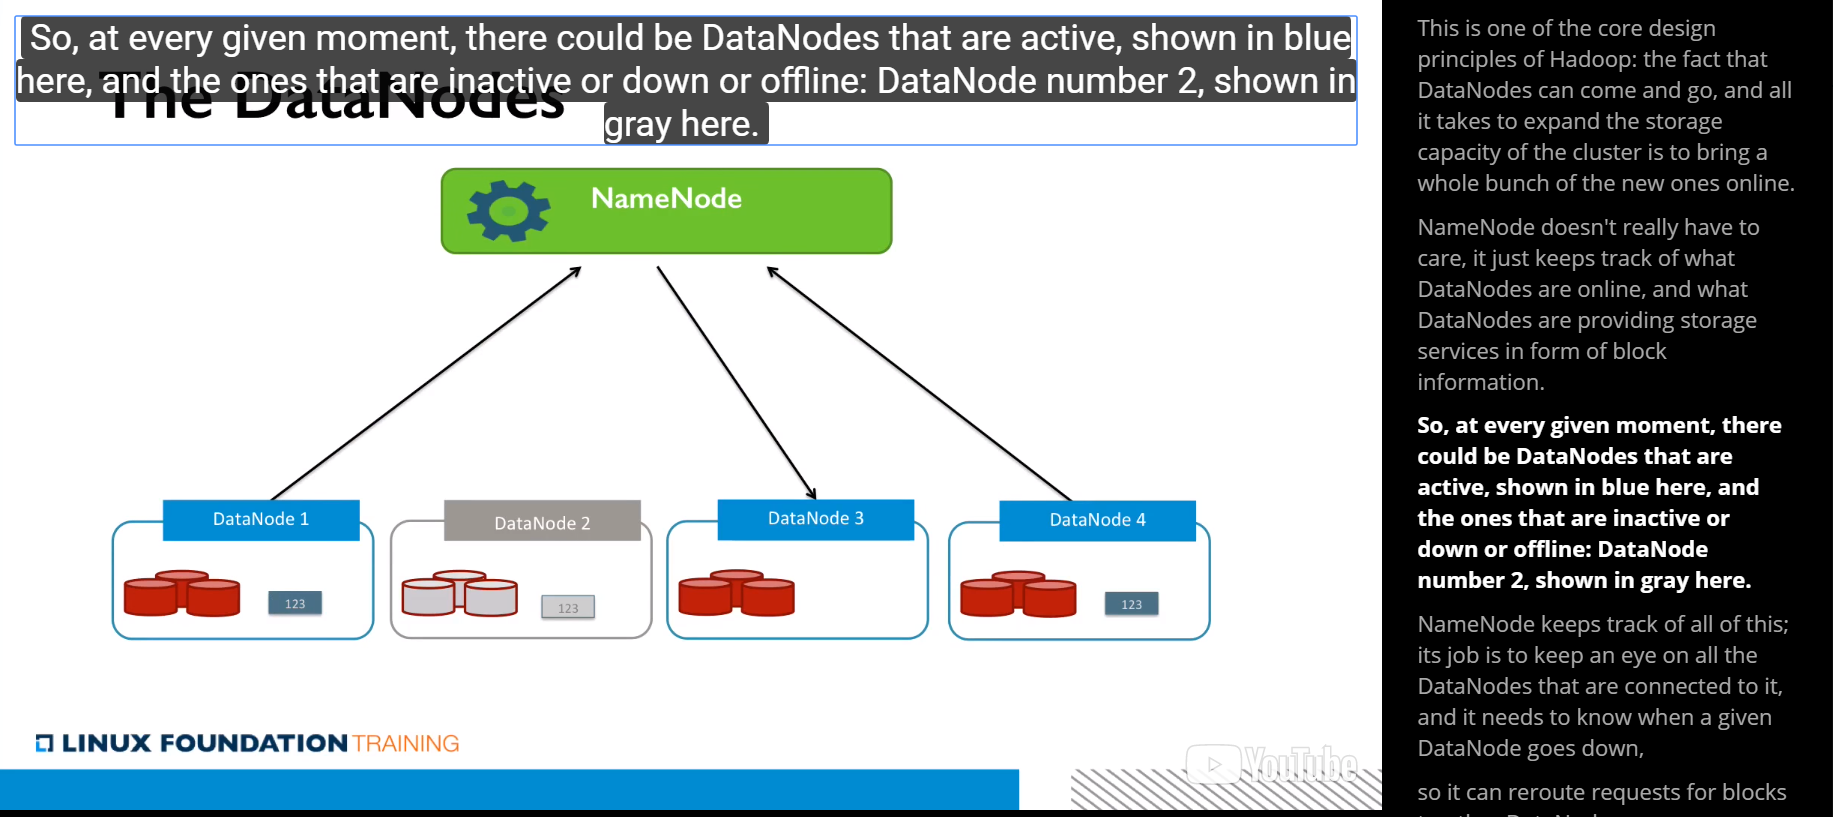 So, at every given moment, there could be DataNodes that are active, shown in blue
here, and the ones that are inactive or down or offline: DataNode number 2, shown in
gray here.
The DataNodes
NameNode
DataNode 1
DataNode 2
DataNode 3
DataNode 4
123
123
123
LINUX FOUNDATION TRAINING
YouTube
This is one of the core design
principles of Hadoop: the fact that
DataNodes can come and go, and all
it takes to expand the storage
capacity of the cluster is to bring a
whole bunch of the new ones online.
NameNode doesn't really have to
care, it just keeps track of what
DataNodes are online, and what
DataNodes are providing storage
services in form of block
information.
So, at every given moment, there
could be DataNodes that are
active, shown in blue here, and
the ones that are inactive or
down or offline: DataNode
number 2, shown in gray here.
NameNode keeps track of all of this;
its job is to keep an eye on all the
DataNodes that are connected to it,
and it needs to know when a given
DataNode goes down,
so it can reroute requests for blocks